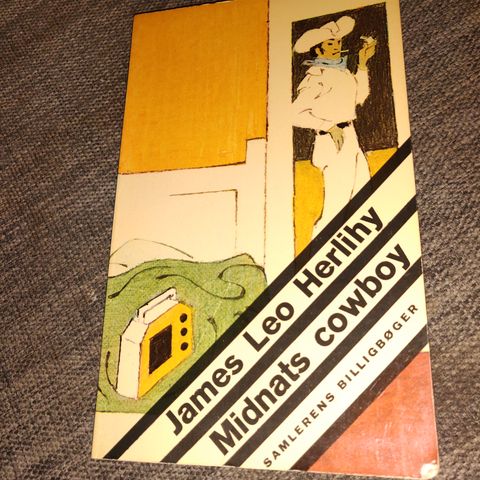 James Leo Herlihy
Midnats cowboy
SAMLERENS BILLIGBØGER